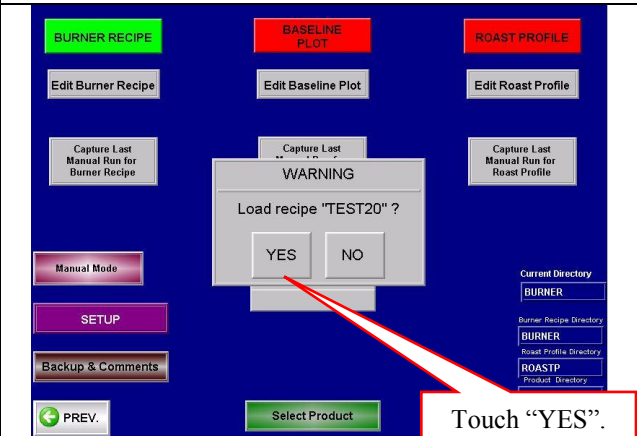 BURNER RECIPE
BASELINE
PLOT
ROAST PROFILE
Edit Burner Recipe
Edit Baseline Plot
Edit Roast Profile
Capture Last
Manual Run for
Burner Recipe
Capture Last
Capture Last
Manual Run for
Roast Profile
WARNING
Load recipe "TEST20" ?
YES
NO
Manual Mode
SETUP
Backup & Comments
PREV.
Select Product
Current Directory
BURNER
Burner Recipe Directory
BURNER
Roast Profile Directory
ROASTP
Product Directory
Touch “YES”.